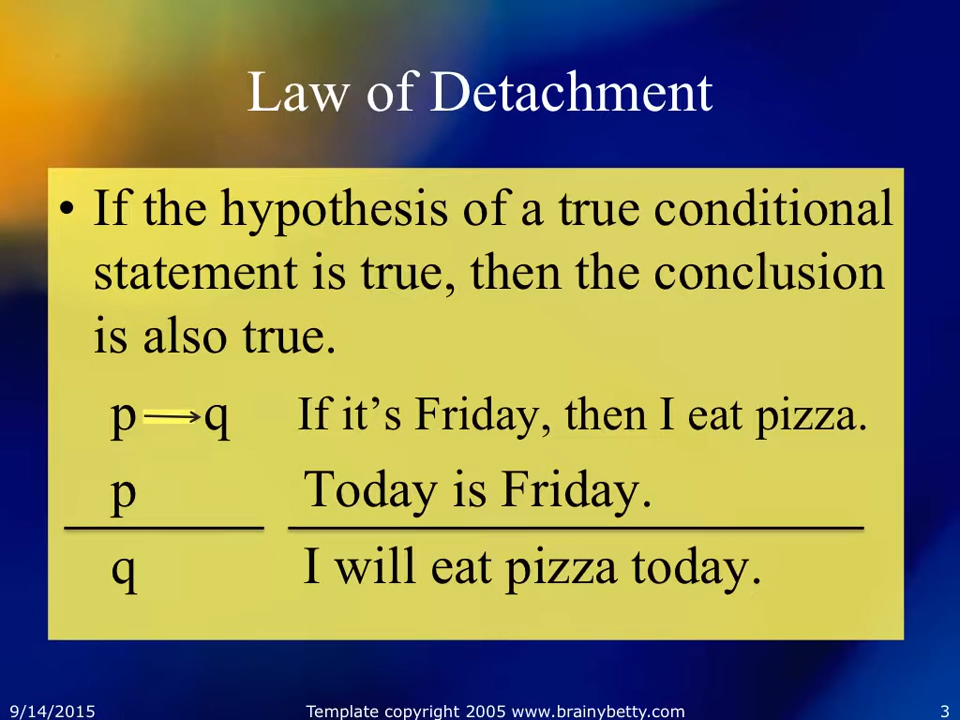 Law of Detachment
• If the hypothesis of a true conditional
statement is true, then the conclusion
is also true.
p → q If it’s Friday, then I eat pizza.
p Today is Friday.
q I will eat pizza today.
9/14/2015 Template copyright 2005 www.brainybetty.com 3